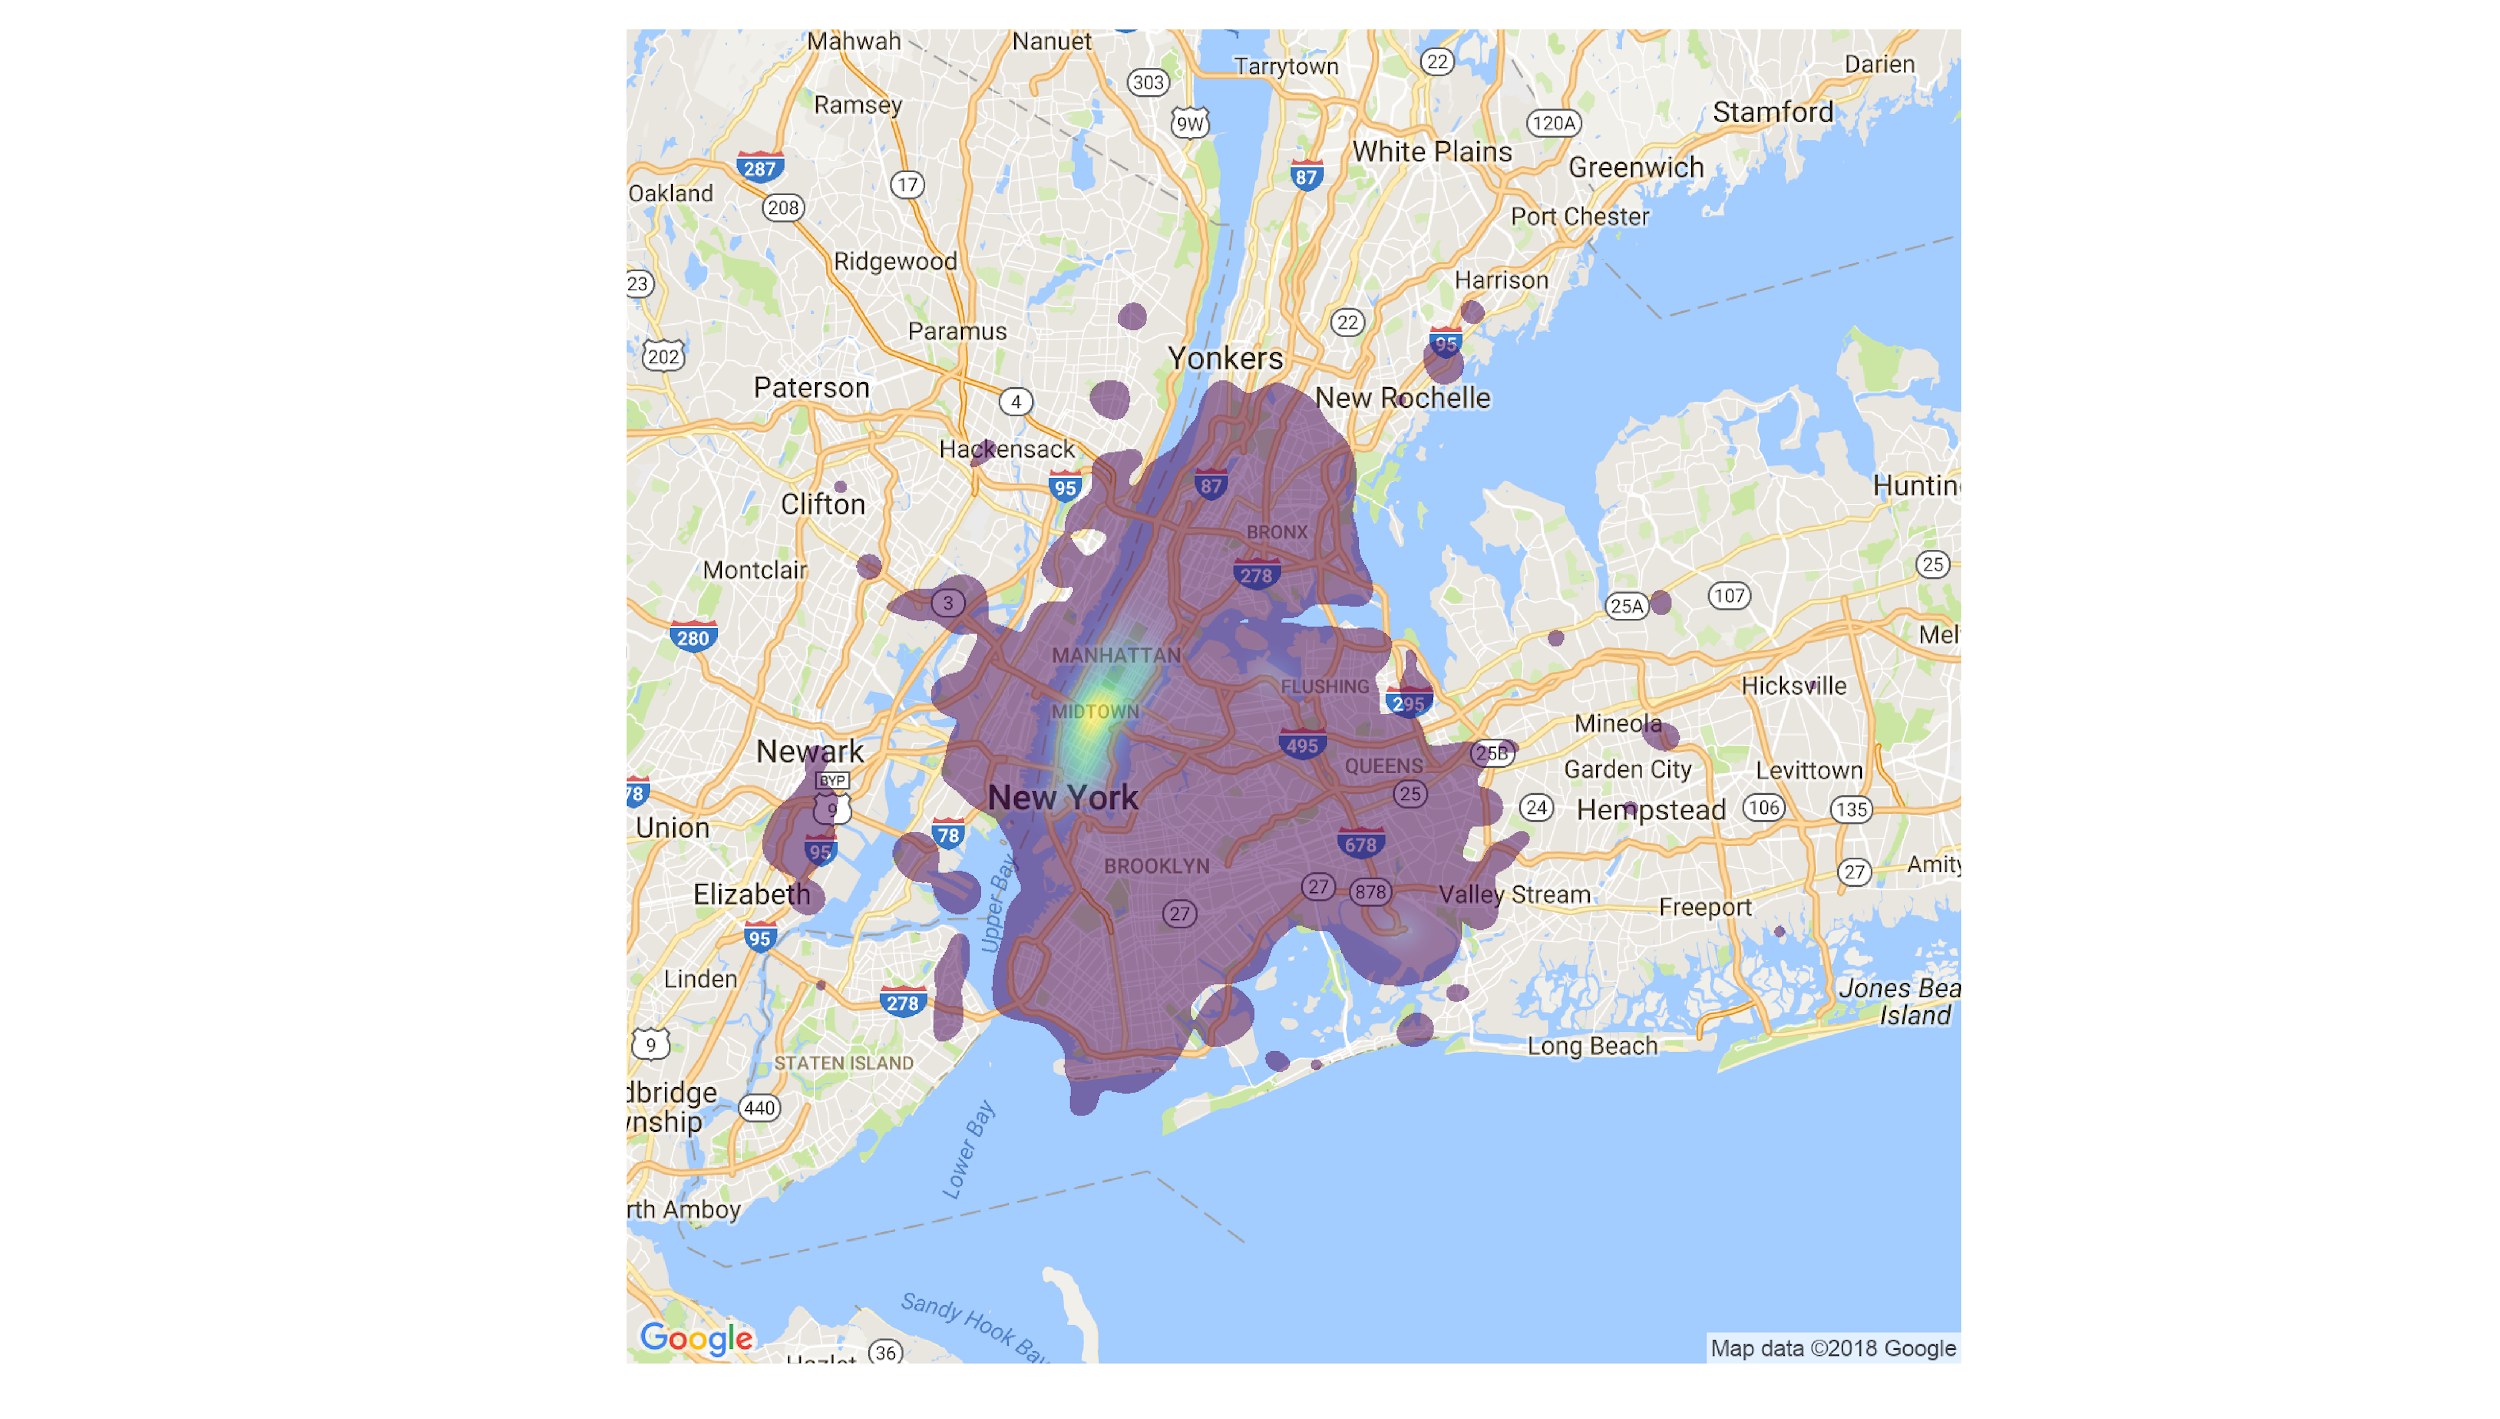 Mahwah
Nanuet
Tarrytown
22
Darien
303
Ramsey
9W
120A
Stamford
287
White Plains
Greenwich
87
17
Oakland
208
Port Chester
Ridgewood
Harrison
23
Paramus
22
202
95
Yonkers
Paterson
4
New Rochelle
Hackensack
95
87
Huntin
Clifton
BRONX
Montclair
278
25
3
25A
107
280
Mel
MANHATTAN
FLUSHING
Hicksville
295
MIDTOWN
Mineola
Newark
495
25B
QUEENS
Garden City
Levittown
BYP
9
78
New York
25
24
Hempstead
106
135
Union
78
95
678
BROOKLYN
Amity
27
Elizabeth
27
878
Valley Stream
27
Freeport
Upper Bay
95
Linden
278
Jones Bea
Island
9
STATEN ISLAND
Long Beach
dbridge
wnship
440
Lower Bay
rth Amboy
Sandy Hook Bay
Google
36
Hazlet
Map data ©2018 Google